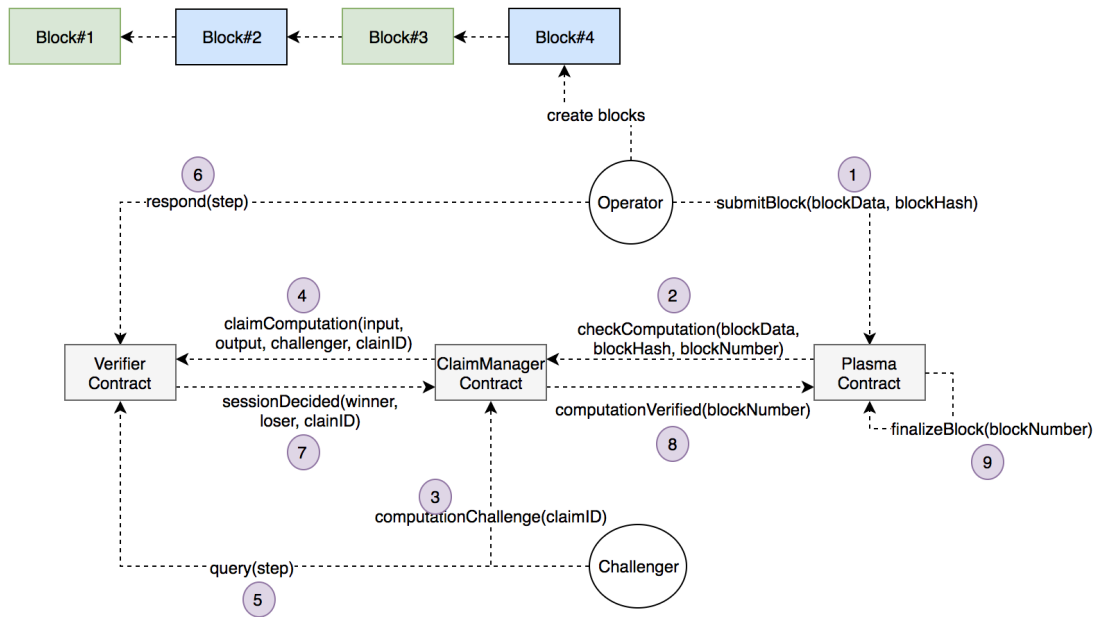 Block#1
Block#2
Block#3
Block#4
create blocks
6
1
respond(step)
Operator
submitBlock(blockData, blockHash)
4
2
claimComputation(input,
output, challenger, clainID)
checkComputation(blockData,
blockHash, blockNumber)
Verifier
Contract
ClaimManager
Contract
Plasma
Contract
sessionDecided(winner,
loser, clainID)
computationVerified(blockNumber)
finalizeBlock(blockNumber)
7
8
9
3
computationChallenge(claimID)
query(step)
Challenger
5